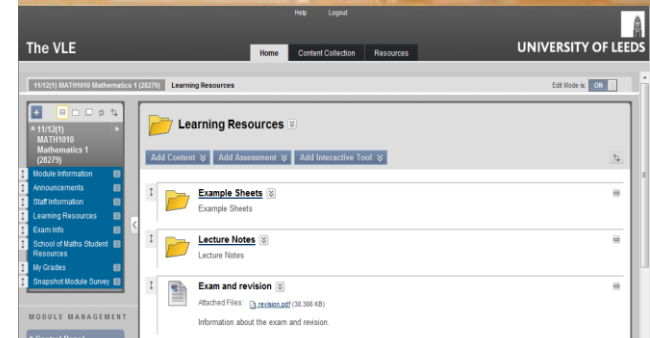 Help Logout
The VLE
Home Content Collection Resources
UNIVERSITY OF LEEDS
11/12(1) MATH1010 Mathematics 1 (28279) Learning Resources
Edit Mode is: ON
11/12(1)
MATH1010
Mathematics 1
(28279)
Module Information
Announcements
Staff Information
Learning Resources
Exam Info
School of Maths Student
Resources
My Grades
Snapshot Module Survey
MODULE MANAGEMENT
Control Panel
Learning Resources
Add Content Add Assessment Add Interactive Tool
Example Sheets
Example Sheets
Lecture Notes
Lecture Notes
Exam and revision
Attached Files: revision.pdf (38.366 KB)
Information about the exam and revision.